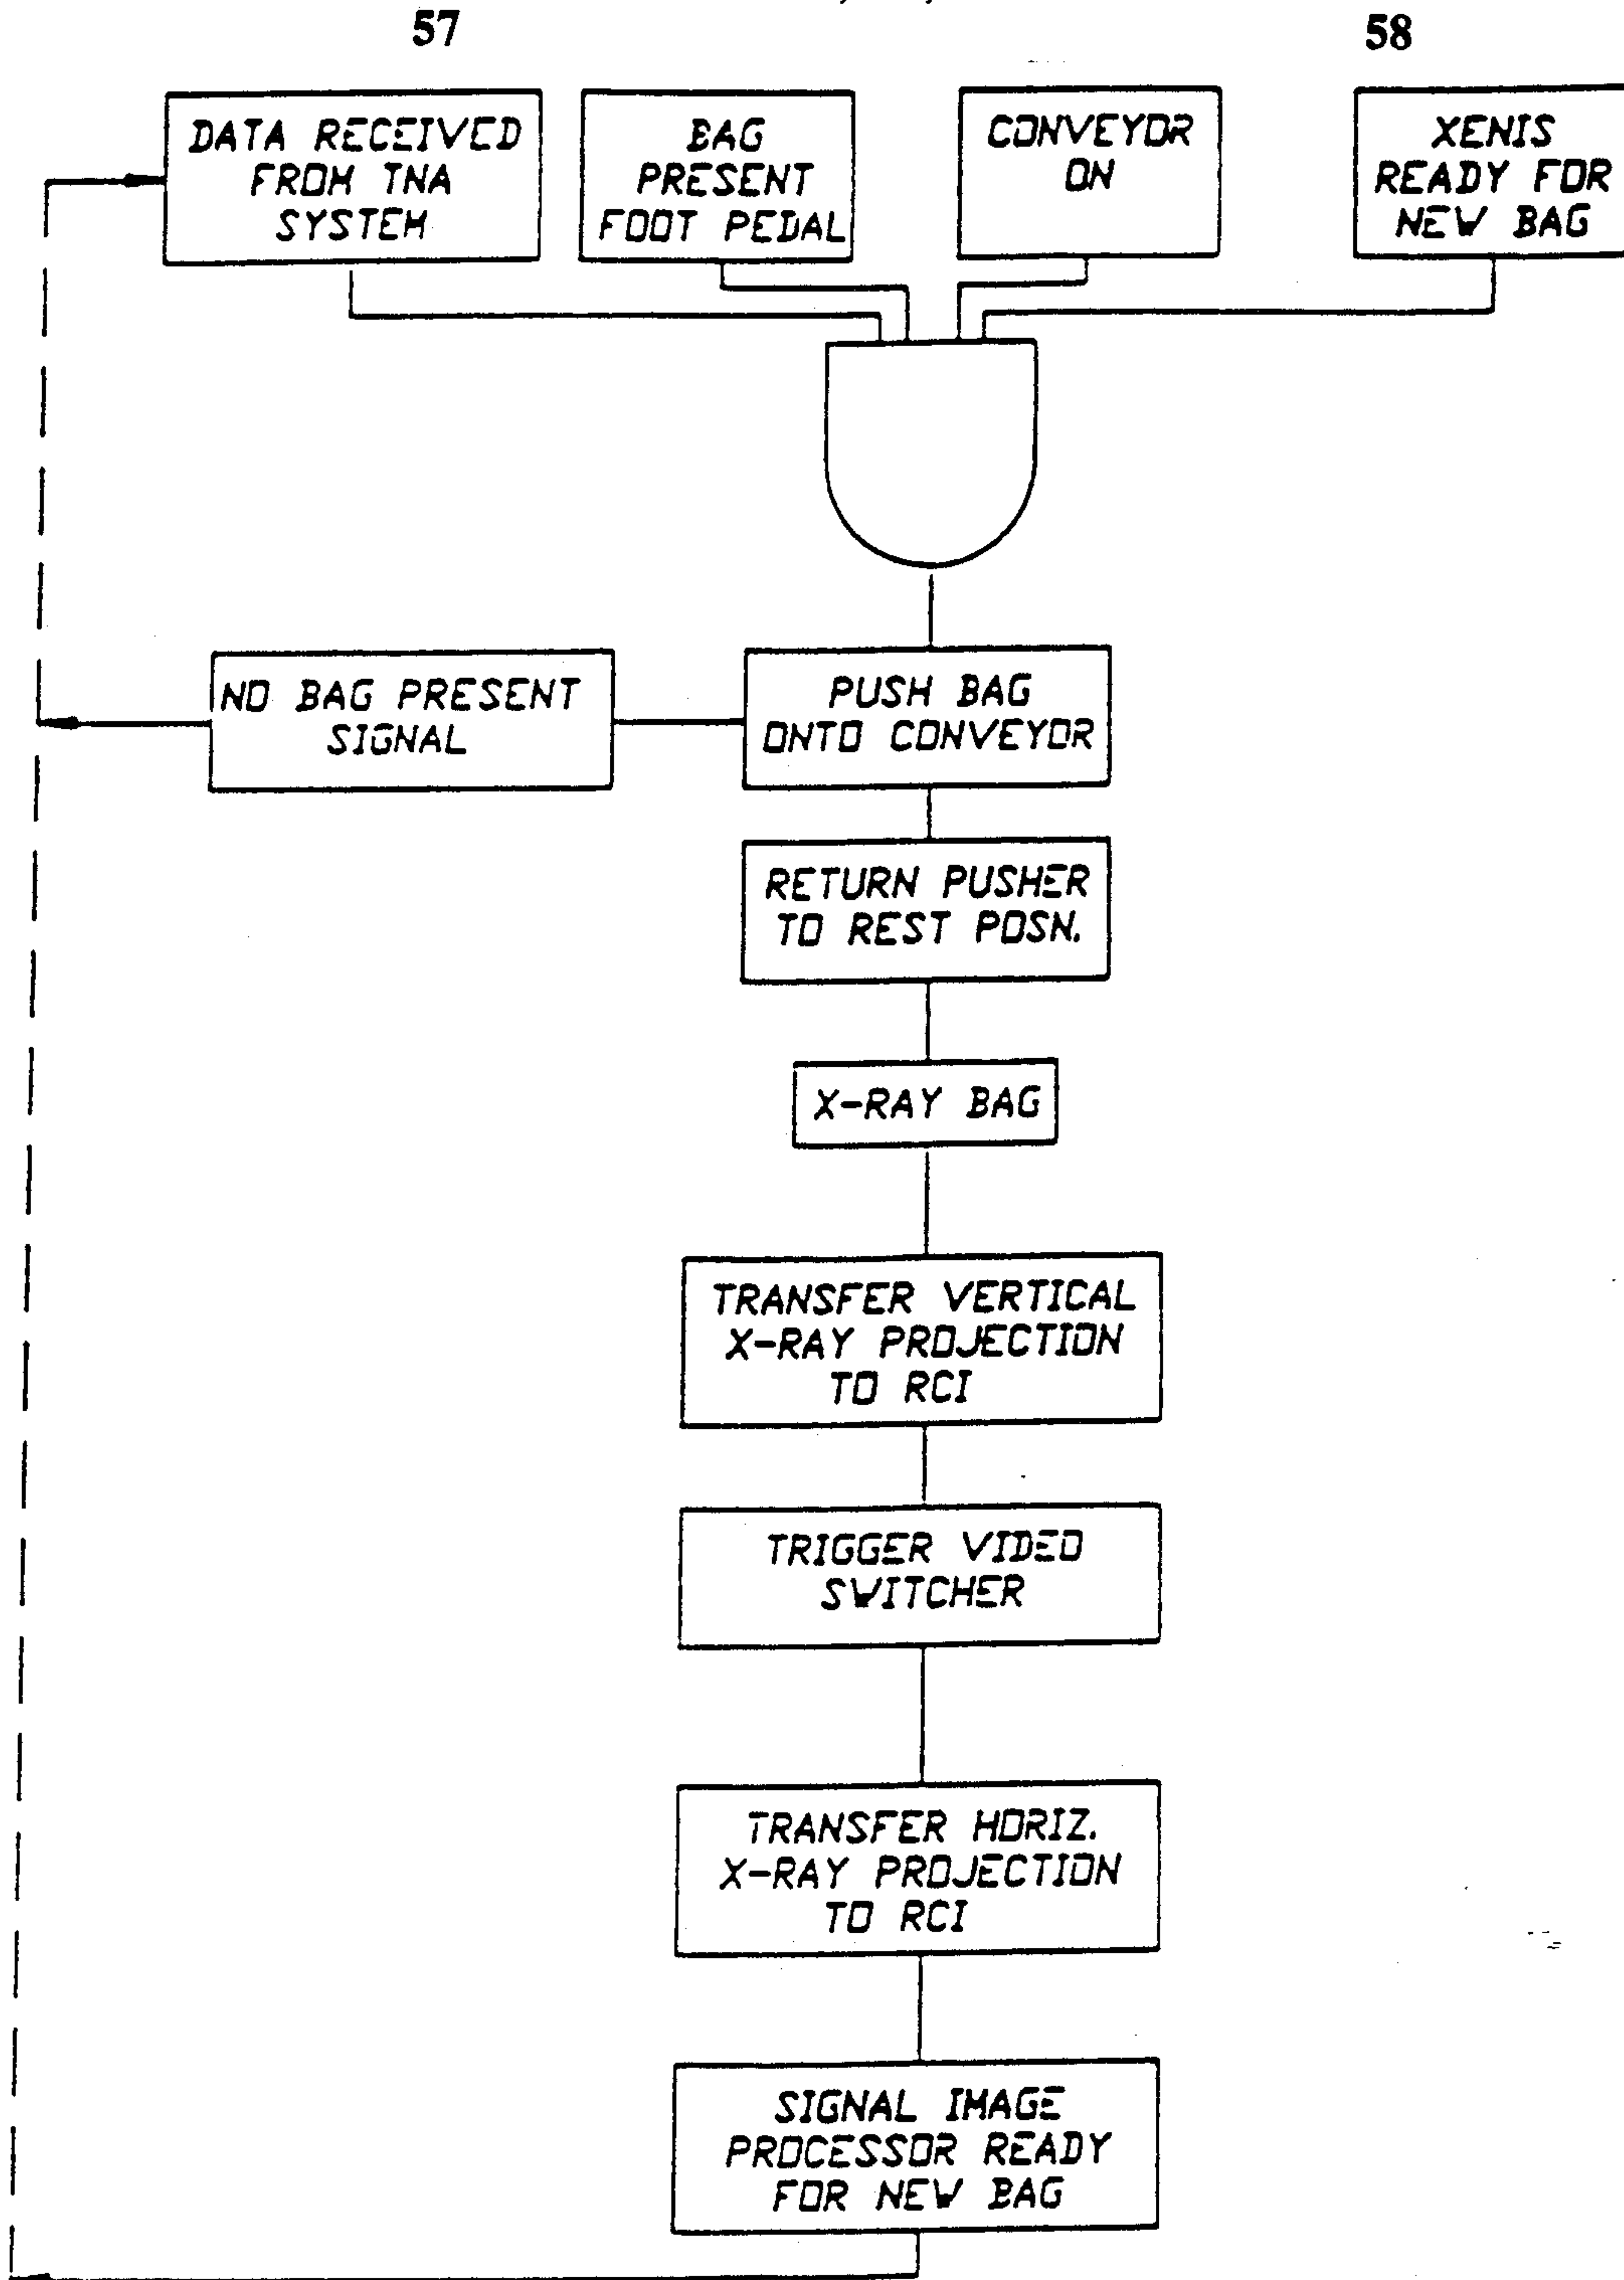 57
58
DATA RECEIVED
FROM TNA
SYSTEM
BAG
PRESENT
FOOT PEDAL
CONVEYOR
ON
XENIS
READY FOR
NEW BAG
NO BAG PRESENT
SIGNAL
PUSH BAG
ONTO CONVEYOR
RETURN PUSHER
TO REST POSN.
X-RAY BAG
TRANSFER VERTICAL
X-RAY PROJECTION
TO RCI
TRIGGER VIDEO
SWITCHER
TRANSFER HORIZ.
X-RAY PROJECTION
TO RCI
SIGNAL IMAGE
PROCESSOR READY
FOR NEW BAG